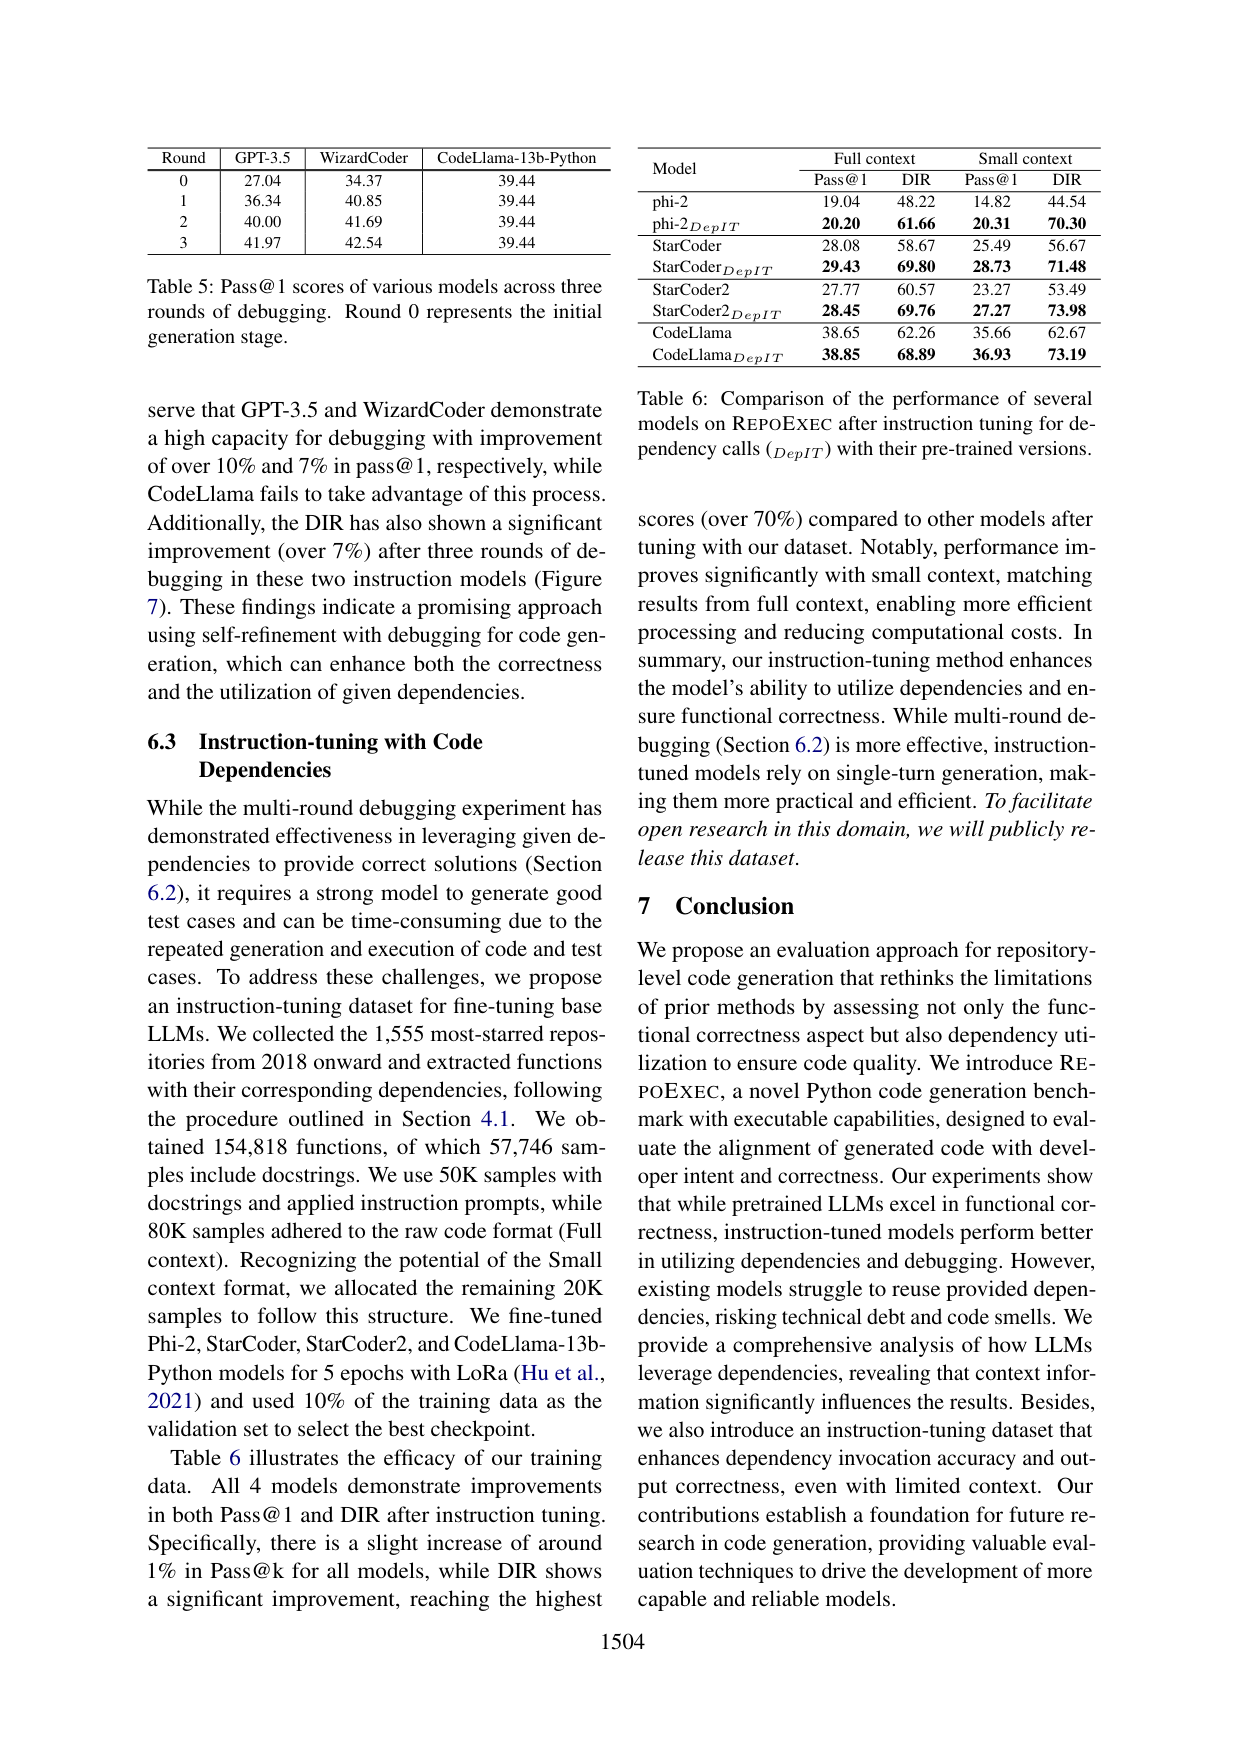 Round GPT-3.5 WizardCoder CodeLlama-13b-Python
0 27.04 34.37 39.44
1 36.34 40.85 39.44
2 40.00 41.69 39.44
3 41.97 42.54 39.44
Table 5: Pass@1 scores of various models across three
rounds of debugging. Round 0 represents the initial
generation stage.
serve that GPT-3.5 and WizardCoder demonstrate
a high capacity for debugging with improvement
of over 10% and 7% in pass@1, respectively, while
CodeLlama fails to take advantage of this process.
Additionally, the DIR has also shown a significant
improvement (over 7%) after three rounds of de-
bugging in these two instruction models (Figure
7). These findings indicate a promising approach
using self-refinement with debugging for code gen-
eration, which can enhance both the correctness
and the utilization of given dependencies.
6.3 Instruction-tuning with Code
Dependencies
While the multi-round debugging experiment has
demonstrated effectiveness in leveraging given de-
pendencies to provide correct solutions (Section
6.2), it requires a strong model to generate good
test cases and can be time-consuming due to the
repeated generation and execution of code and test
cases. To address these challenges, we propose
an instruction-tuning dataset for fine-tuning base
LLMs. We collected the 1,555 most-starred repos-
itories from 2018 onward and extracted functions
with their corresponding dependencies, following
the procedure outlined in Section 4.1. We ob-
tained 154,818 functions, of which 57,746 sam-
ples include docstrings. We use 50K samples with
docstrings and applied instruction prompts, while
80K samples adhered to the raw code format (Full
context). Recognizing the potential of the Small
context format, we allocated the remaining 20K
samples to follow this structure. We fine-tuned
Phi-2, StarCoder, StarCoder2, and CodeLlama-13b-
Python models for 5 epochs with LoRa (Hu et al.,
2021) and used 10% of the training data as the
validation set to select the best checkpoint.
Table 6 illustrates the efficacy of our training
data. All 4 models demonstrate improvements
in both Pass@1 and DIR after instruction tuning.
Specifically, there is a slight increase of around
1% in Pass@k for all models, while DIR shows
a significant improvement, reaching the highest
Model Full context Small context
Pass@1 DIR Pass@1 DIR
phi-2 19.04 48.22 14.82 44.54
phi-2DepIT 20.20 61.66 20.31 70.30
StarCoder 28.08 58.67 25.49 56.67
StarCoderDepIT 29.43 69.80 28.73 71.48
StarCoder2 27.77 60.57 23.27 53.49
StarCoder2DepIT 28.45 69.76 27.27 73.98
CodeLlama 38.65 62.26 35.66 62.67
CodeLlamaDepIT 38.85 68.89 36.93 73.19
Table 6: Comparison of the performance of several
models on REPOEXEC after instruction tuning for de-
pendency calls (DepIT) with their pre-trained versions.
scores (over 70%) compared to other models after
tuning with our dataset. Notably, performance im-
proves significantly with small context, matching
results from full context, enabling more efficient
processing and reducing computational costs. In
summary, our instruction-tuning method enhances
the model's ability to utilize dependencies and en-
sure functional correctness. While multi-round de-
bugging (Section 6.2) is more effective, instruction-
tuned models rely on single-turn generation, mak-
ing them more practical and efficient. To facilitate
open research in this domain, we will publicly re-
lease this dataset.
7 Conclusion
We propose an evaluation approach for repository-
level code generation that rethinks the limitations
of prior methods by assessing not only the func-
tional correctness aspect but also dependency uti-
lization to ensure code quality. We introduce RE-
POEXEC, a novel Python code generation bench-
mark with executable capabilities, designed to eval-
uate the alignment of generated code with devel-
oper intent and correctness. Our experiments show
that while pretrained LLMs excel in functional cor-
rectness, instruction-tuned models perform better
in utilizing dependencies and debugging. However,
existing models struggle to reuse provided depen-
dencies, risking technical debt and code smells. We
provide a comprehensive analysis of how LLMs
leverage dependencies, revealing that context infor-
mation significantly influences the results. Besides,
we also introduce an instruction-tuning dataset that
enhances dependency invocation accuracy and out-
put correctness, even with limited context. Our
contributions establish a foundation for future re-
search in code generation, providing valuable eval-
uation techniques to drive the development of more
capable and reliable models.
1504